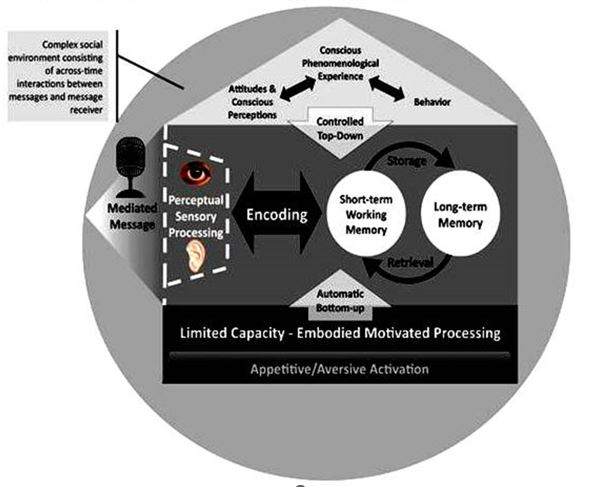 Complex social
environment consisting
of across-time
interactions between
messages and message
receiver
Conscious
Phenomenological
Experience
Attitudes &
Conscious
Perceptions
Behavior
Controlled
Top-Down
Mediated
Message
Perceptual
Sensory
Processing
Encoding
Storage
Short-term
Working
Memory
Long-term
Memory
Retrieval
Automatic
Bottom-up
Limited Capacity - Embodied Motivated Processing
Appetitive/Aversive Activation